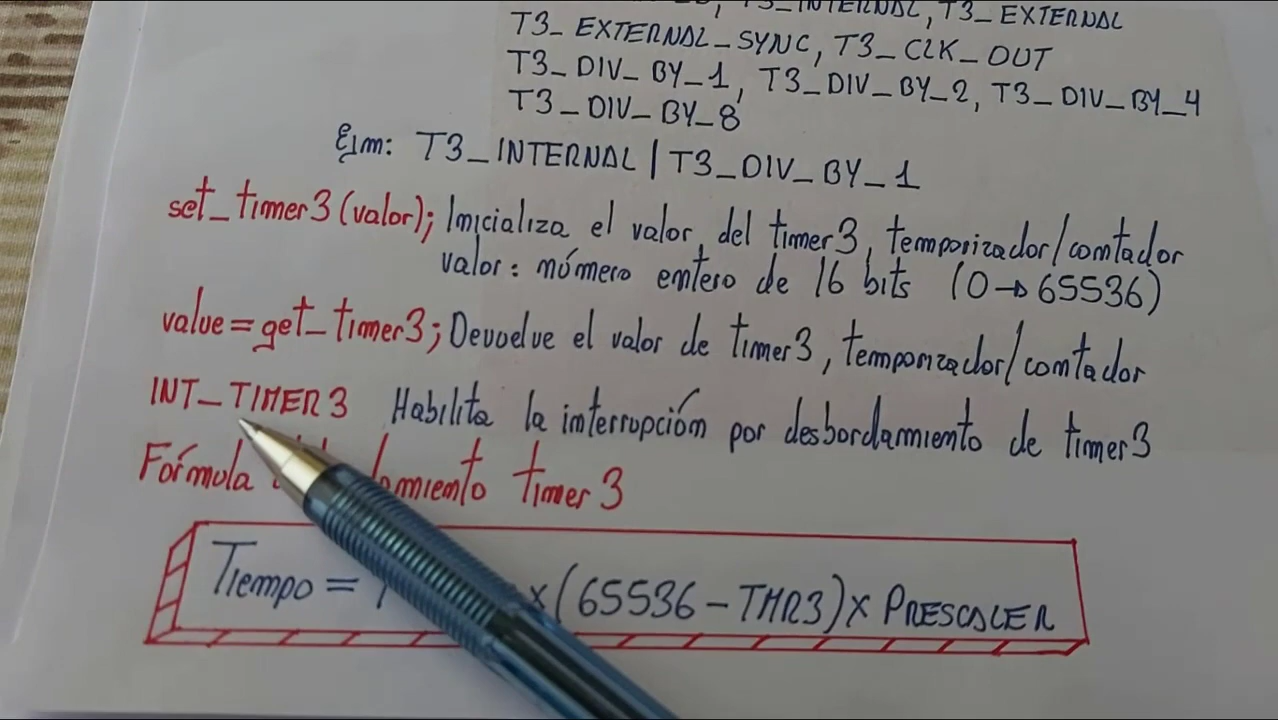 T3_INTERNAL, T3_EXTERNAL
T3_EXTERNAL_SYNC, T3_CLK_OUT
T3_DIV_BY_1, T3_DIV_BY_2, T3_DIV_BY_4
T3_DIV_BY_8
Ejm: T3_INTERNAL | T3_DIV_BY_1
set_timer3(valor); Inicializa el valor del timer3, temporizador/contador
valor: número entero de 16 bits (0→65536)
value=get_timer3; Devuelve el valor de timer3, temporizador/contador
INT_TIMER3 Habilita la interrupción por desbordamiento de timer3
Fórmula timer3
Tiempo = x(65536-TMR3)x PRESCALER